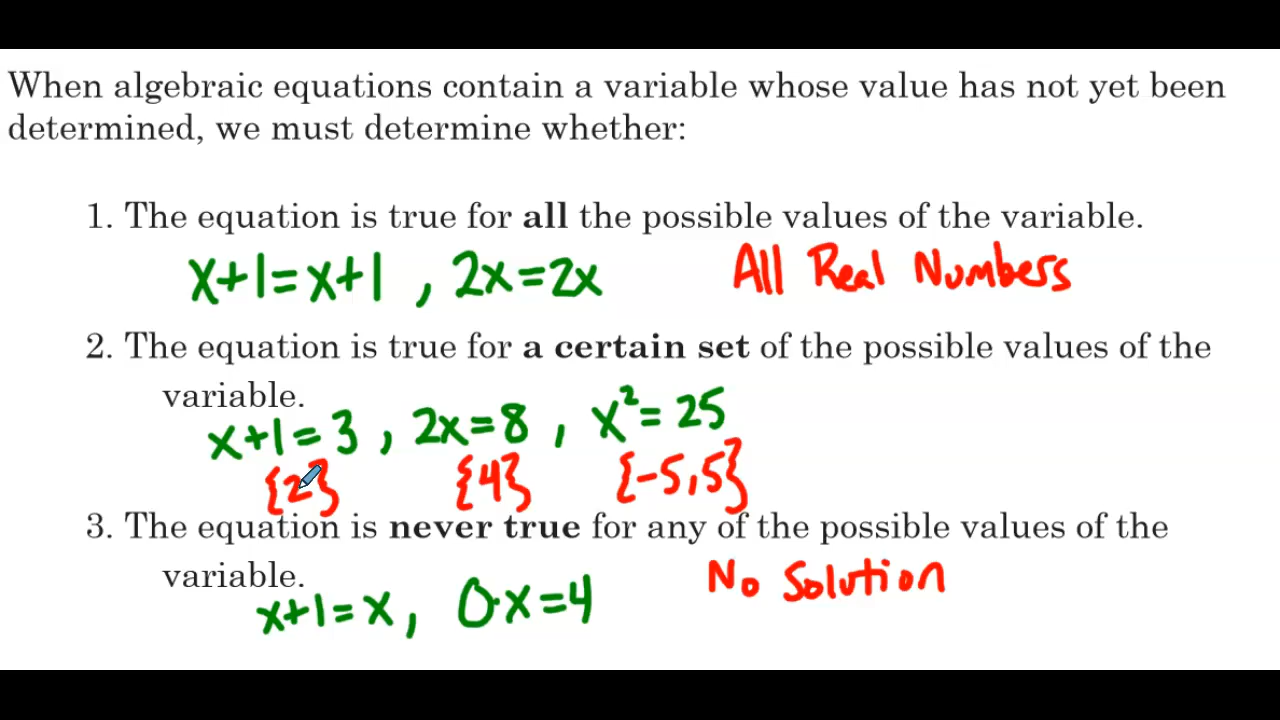 When algebraic equations contain a variable whose value has not yet been
determined, we must determine whether:
1. The equation is true for all the possible values of the variable.
x+1=x+1 , 2x=2x All Real Numbers
2. The equation is true for a certain set of the possible values of the
variable.
x+1=3 , 2x=8 , x²=25
{2} {4} {-5,5}
3. The equation is never true for any of the possible values of the
variable.
x+1=x, 0·x=4 No Solution